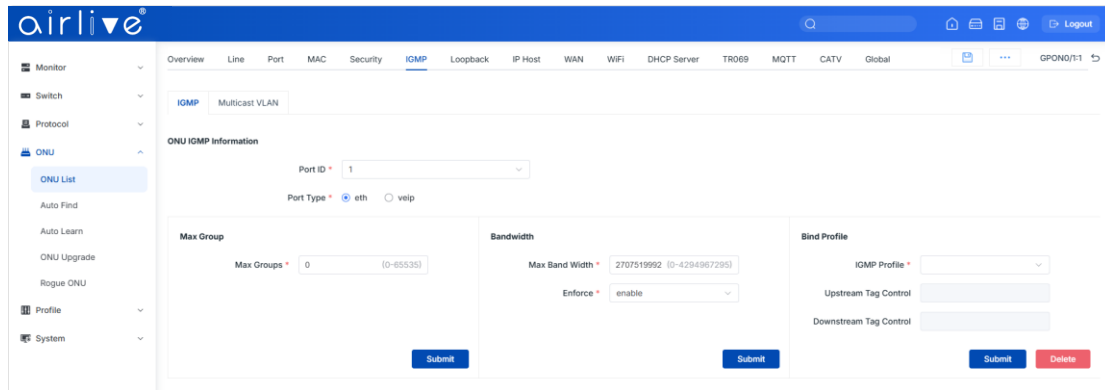 airlive®
Logout
Monitor
Switch
Protocol
ONU
ONU List
Auto Find
Auto Learn
ONU Upgrade
Rogue ONU
Profile
System
Overview Line Port MAC Security IGMP Loopback IP Host WAN WiFi DHCP Server TR069 MQTT CATV Global ... GPON0/1:1
IGMP Multicast VLAN
ONU IGMP Information
Port ID * 1
Port Type * eth veip
Max Group
Max Groups * 0 (0-65535)
Submit
Bandwidth
Max Band Width * 2707519992 (0-4294967295)
Enforce * enable
Submit
Bind Profile
IGMP Profile *
Upstream Tag Control
Downstream Tag Control
Submit Delete